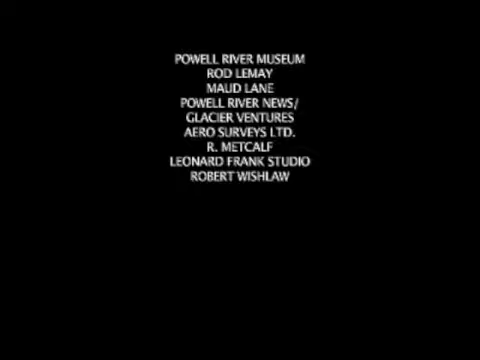 POWELL RIVER MUSEUM
ROD LEMAY
MAUD LANE
POWELL RIVER NEWS/
GLACIER VENTURES
AERO SURVEYS LTD.
R. METCALF
LEONARD FRANK STUDIO
ROBERT WISHLAW